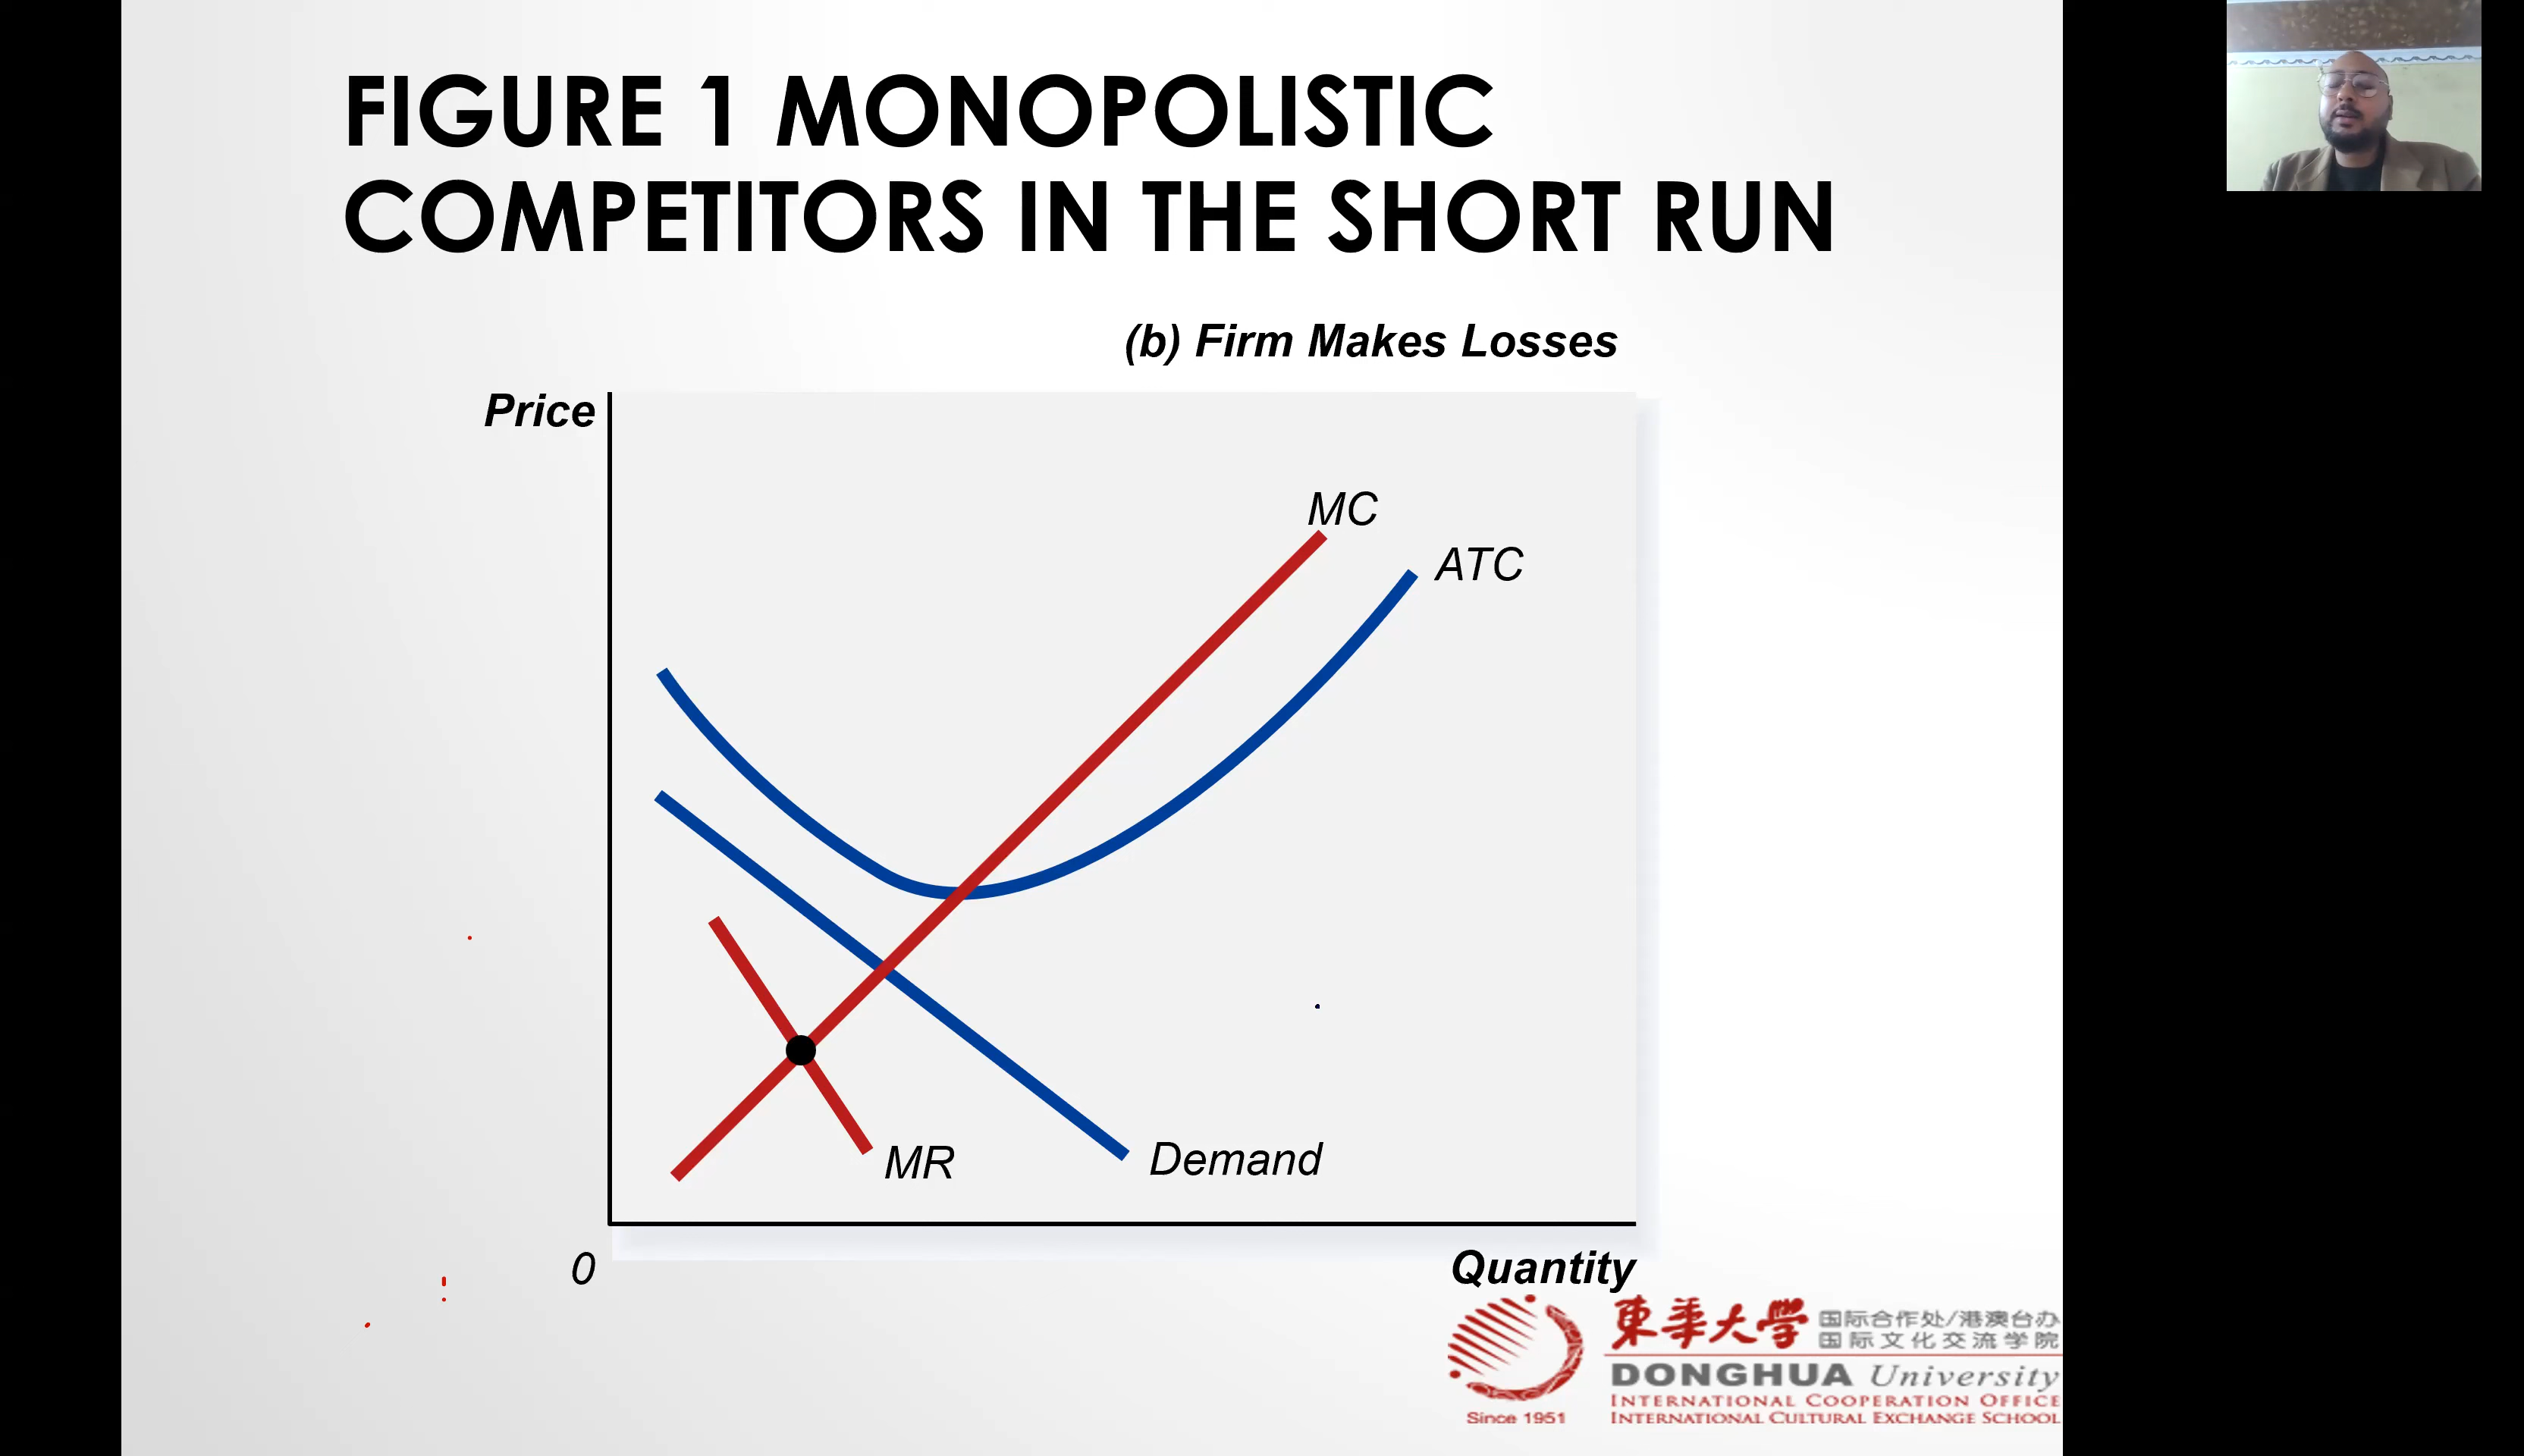 FIGURE 1 MONOPOLISTIC
COMPETITORS IN THE SHORT RUN
(b) Firm Makes Losses
Price
MC
ATC
MR
Demand
0
Quantity
東華大學
国际合作处/港澳台办
国际文化交流学院
DONGHUA University
INTERNATIONAL COOPERATION OFFICE
INTERNATIONAL CULTURAL EXCHANGE SCHOOL
Since 1951